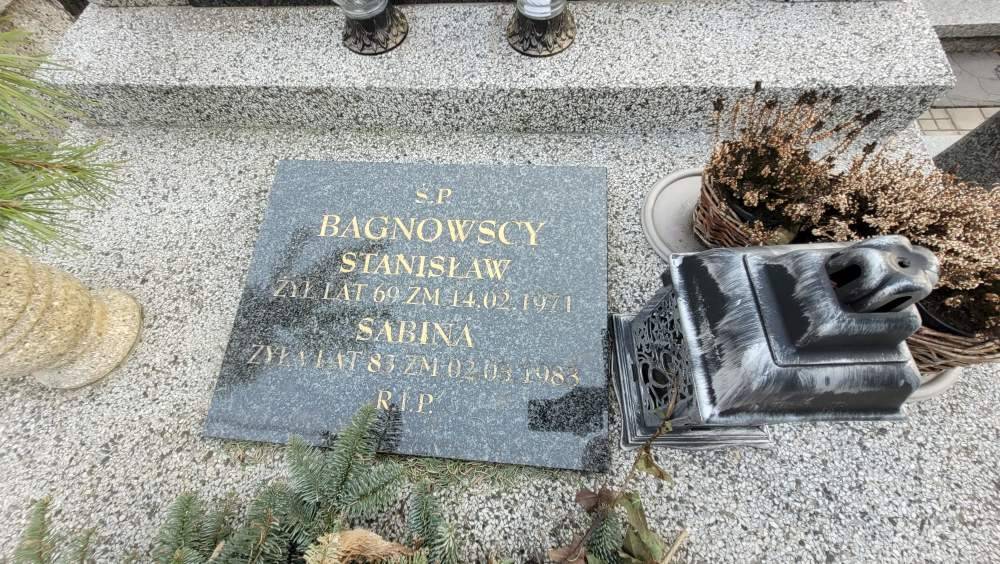 Ś.P.
BAGNOWSCY
STANISŁAW
ŻYŁ LAT 69 ZM 14.02.1971
SABINA
ŻYŁA LAT 83 ZM 02.03.1983
R.I.P.